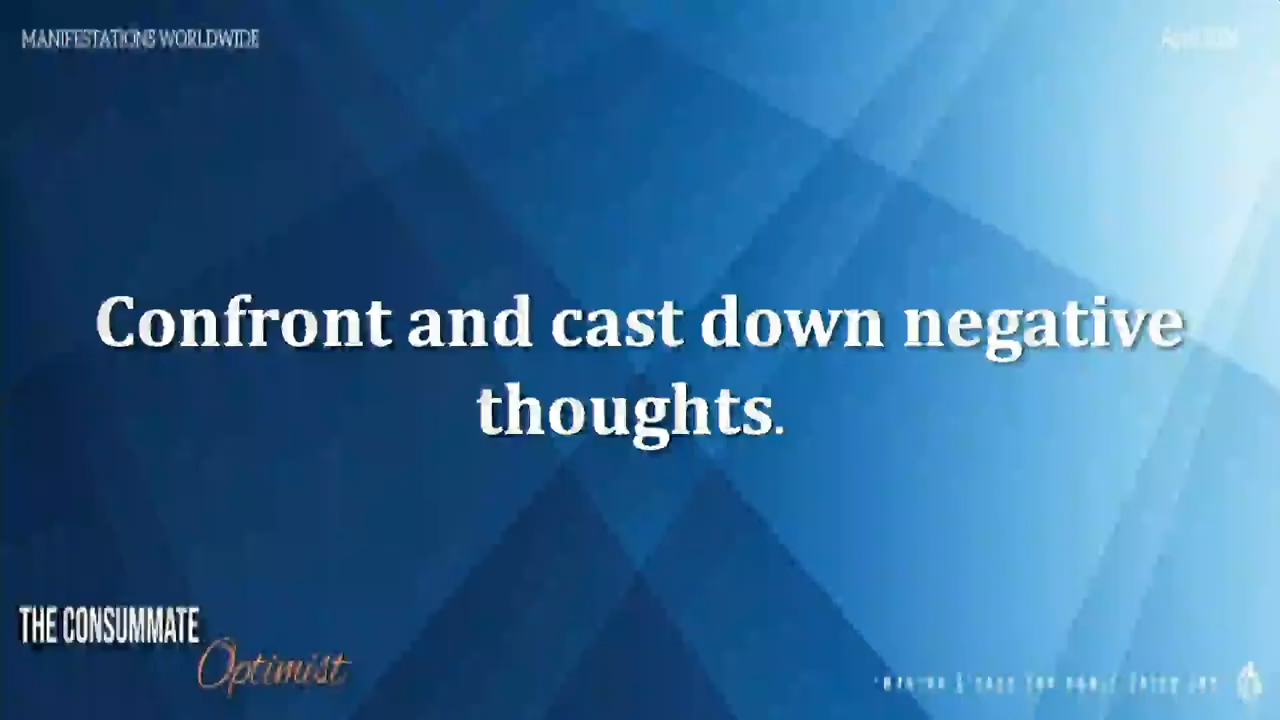 MANIFESTATIONS WORLDWIDE
Confront and cast down negative
thoughts.
THE CONSUMMATE
Optimist